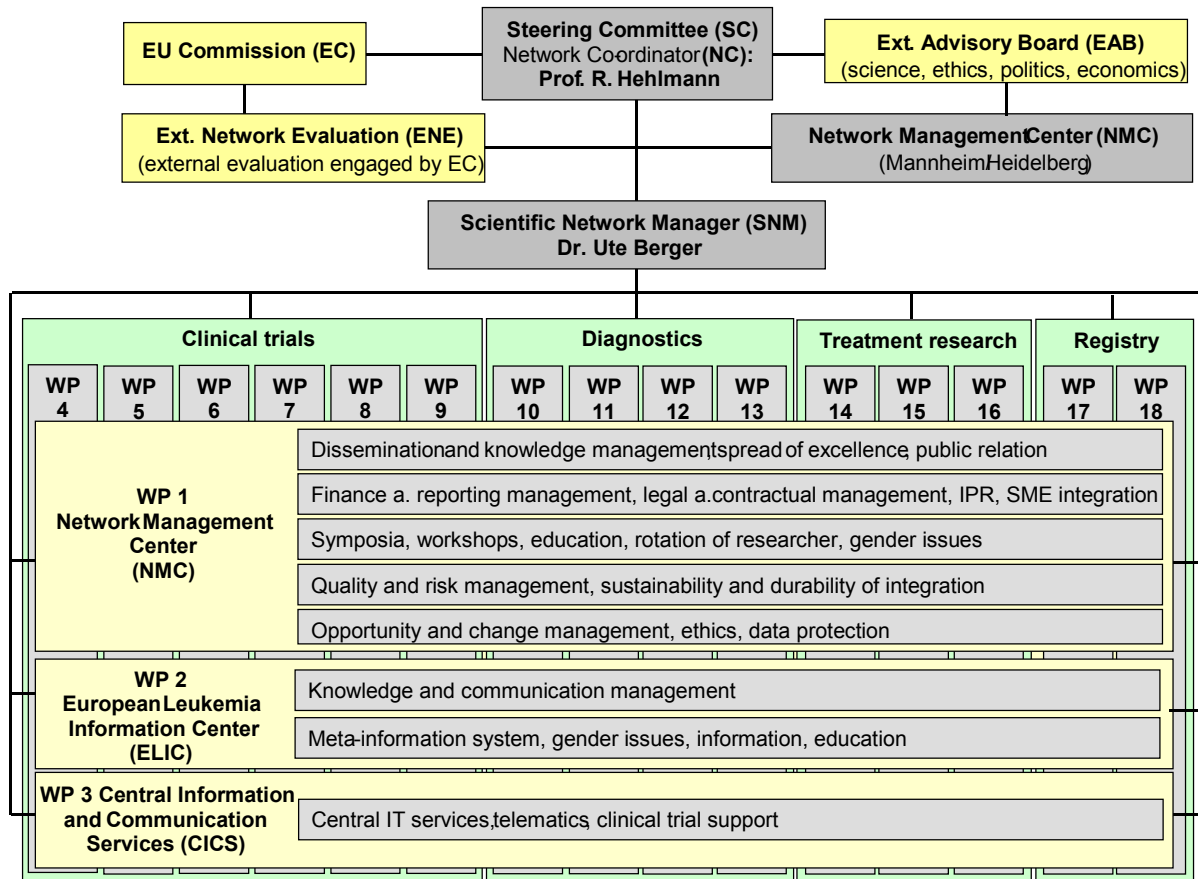 EU Commission (EC)
Steering Committee (SC)
Network Co-ordinator (NC):
Prof. R. Hehlmann
Ext. Advisory Board (EAB)
(science, ethics, politics, economics)
Ext. Network Evaluation (ENE)
(external evaluation engaged by EC)
Network Management Center (NMC)
(Mannheim/Heidelberg)
Scientific Network Manager (SNM)
Dr. Ute Berger
Clinical trials
Diagnostics
Treatment research
Registry
WP
4
WP
5
WP
6
WP
7
WP
8
WP
9
WP
10
WP
11
WP
12
WP
13
WP
14
WP
15
WP
16
WP
17
WP
18
WP 1
Network Management
Center
(NMC)
Dissemination and knowledge management, spread of excellence, public relation
Finance a. reporting management, legal a. contractual management, IPR, SME integration
Symposia, workshops, education, rotation of researcher, gender issues
Quality and risk management, sustainability and durability of integration
Opportunity and change management, ethics, data protection
WP 2
European Leukemia
Information Center
(ELIC)
Knowledge and communication management
Meta-information system, gender issues, information, education
WP 3 Central Information
and Communication
Services (CICS)
Central IT services, telematics, clinical trial support